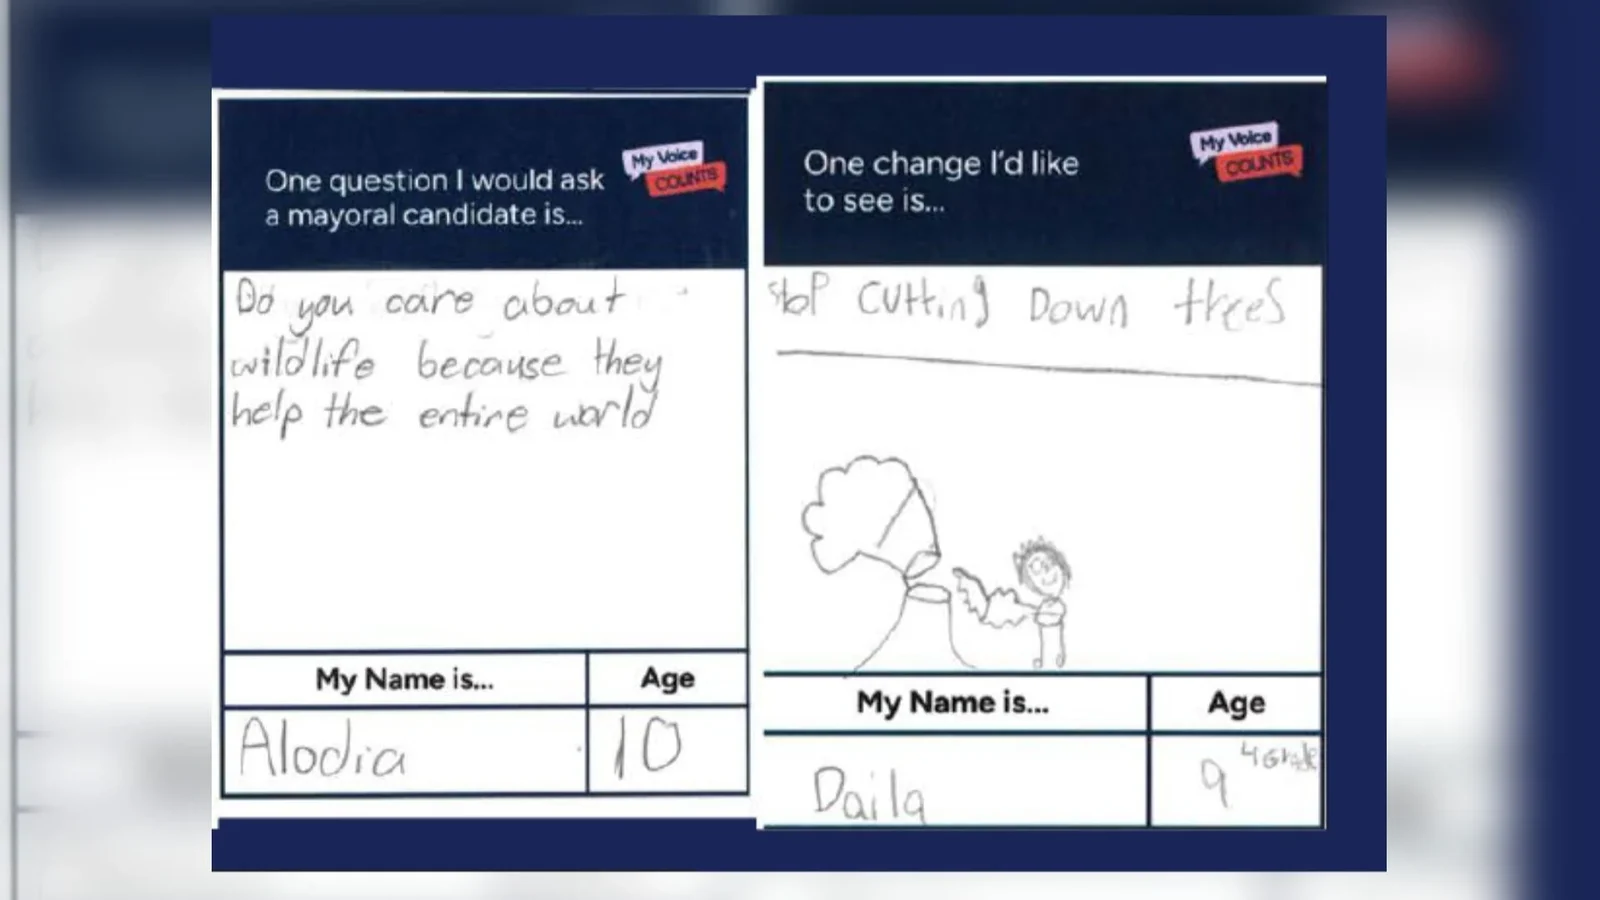 One question I would ask
a mayoral candidate is...
My Voice
COUNTS
Do you care about
wildlife because they
help the entire world
My Name is...
Age
Alodia
10
One change I'd like
to see is...
My Voice
COUNTS
stop cutting Down trees
My Name is...
Age
Daila
9 4 Grade